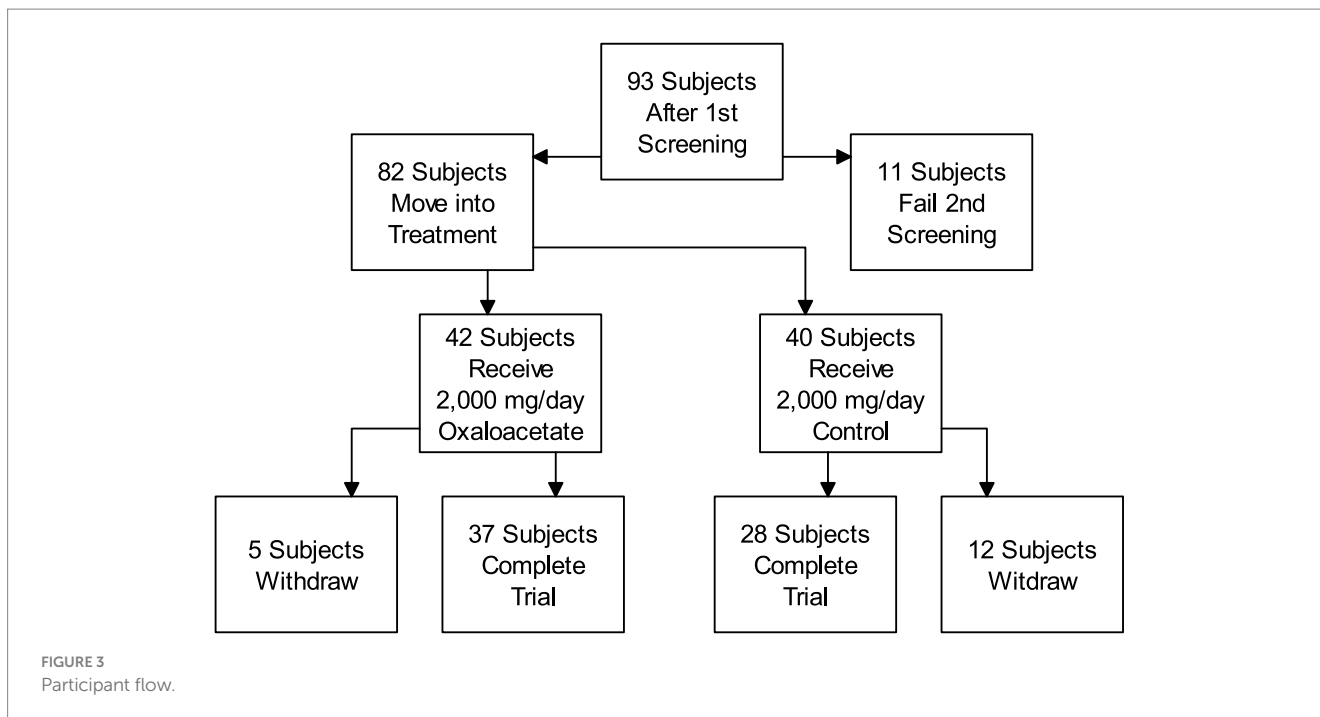 93 Subjects
After 1st
Screening
82 Subjects
Move into
Treatment
11 Subjects
Fail 2nd
Screening
42 Subjects
Receive
2,000 mg/day
Oxaloacetate
40 Subjects
Receive
2,000 mg/day
Control
5 Subjects
Withdraw
37 Subjects
Complete
Trial
28 Subjects
Complete
Trial
12 Subjects
Witdraw
FIGURE 3
Participant flow.